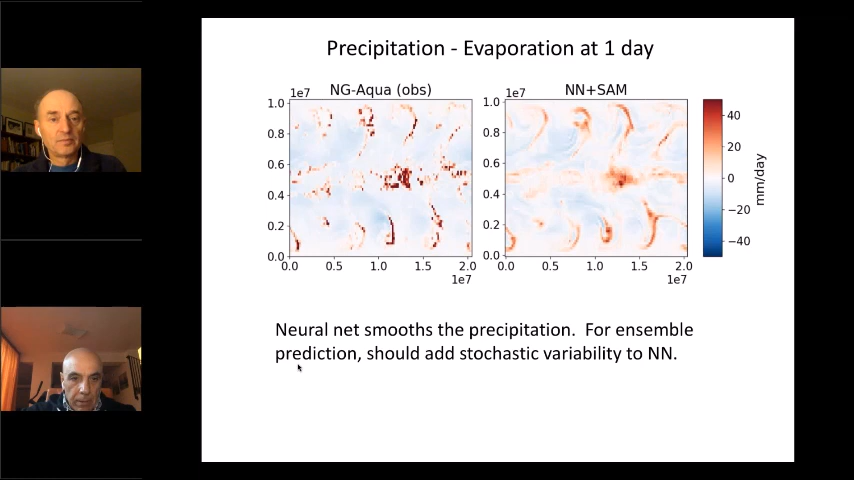 Precipitation - Evaporation at 1 day
1e7 NG-Aqua (obs)
1.0
0.8
0.6
0.4
0.2
0.0
0.0 0.5 1.0 1.5 2.0
1e7
1e7 NN+SAM
1.0
0.8
0.6
0.4
0.2
0.0
0.0 0.5 1.0 1.5 2.0
1e7
40
20
0
−20
−40
mm/day
Neural net smooths the precipitation.  For ensemble
prediction, should add stochastic variability to NN.